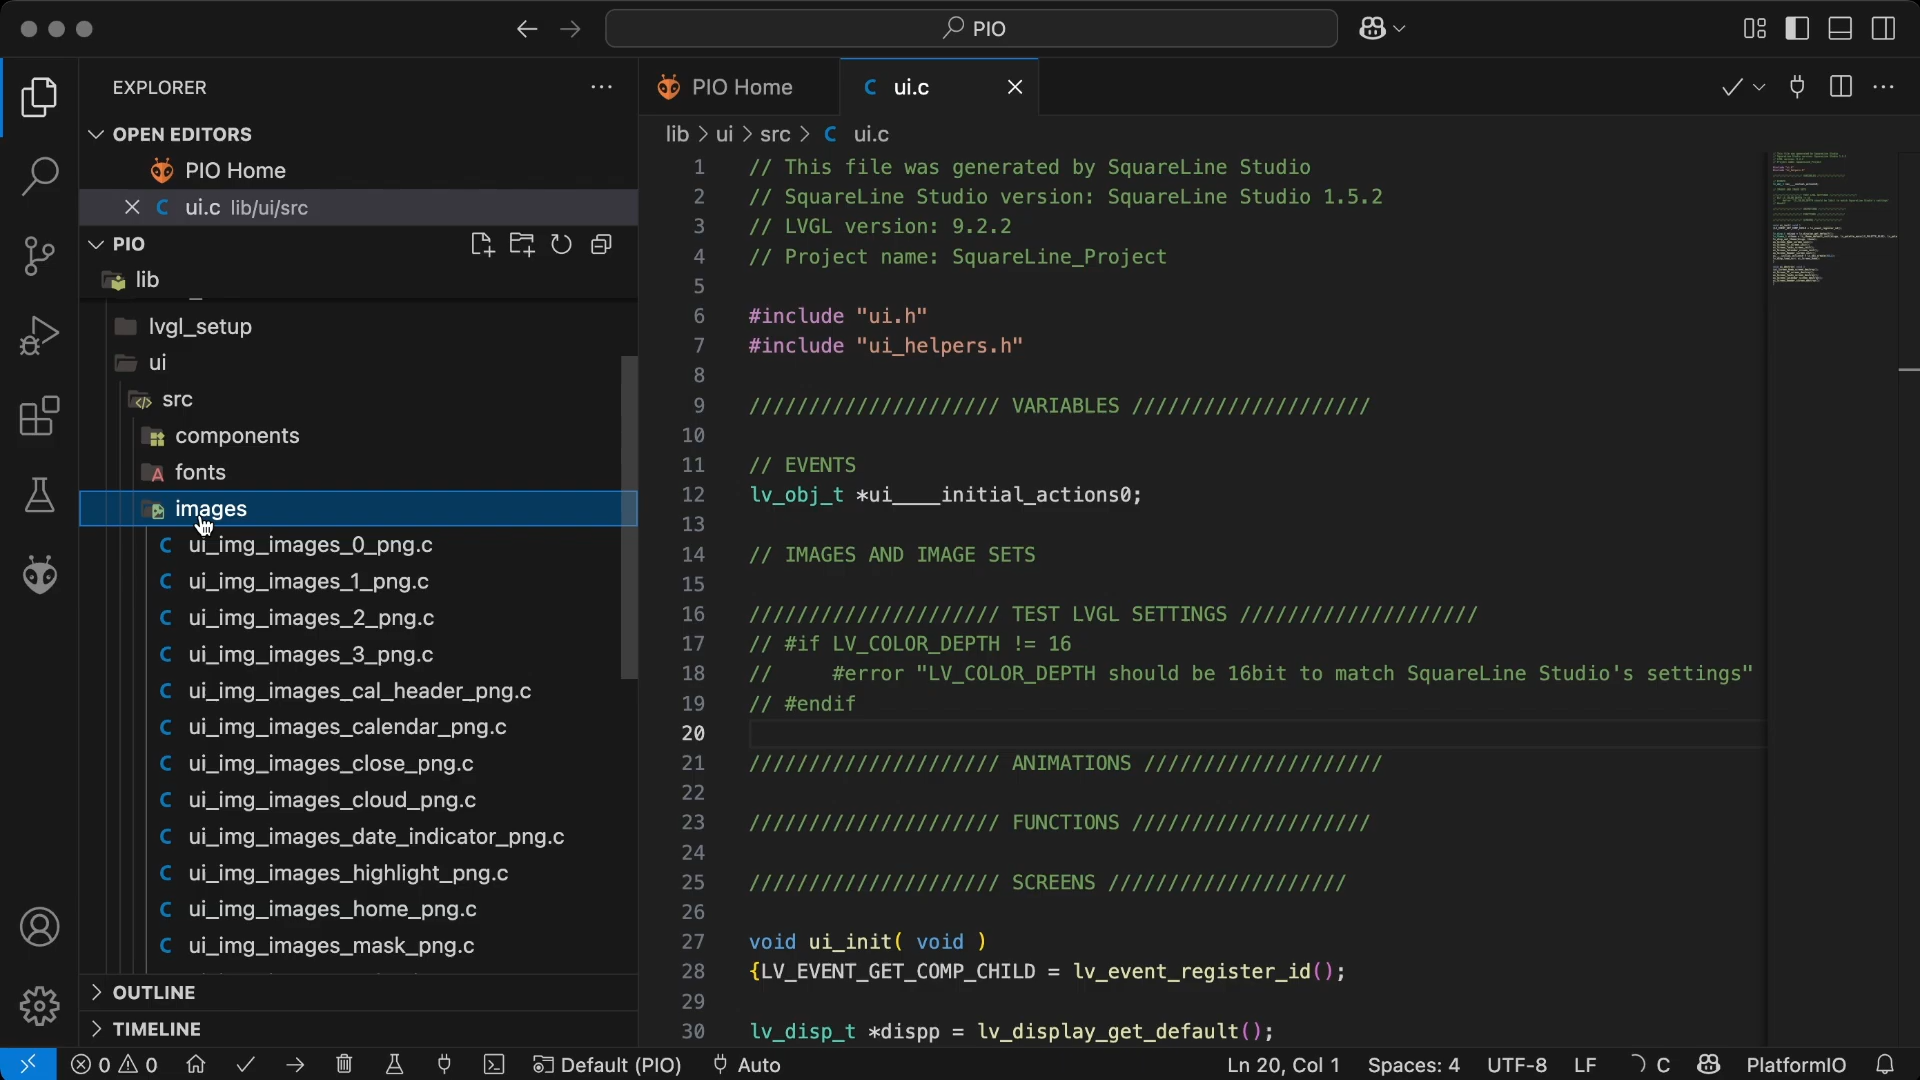 PIO
EXPLORER
OPEN EDITORS
PIO Home
ui.c lib/ui/src
PIO
lib
lvgl_setup
ui
src
components
fonts
images
ui_img_images_0_png.c
ui_img_images_1_png.c
ui_img_images_2_png.c
ui_img_images_3_png.c
ui_img_images_cal_header_png.c
ui_img_images_calendar_png.c
ui_img_images_close_png.c
ui_img_images_cloud_png.c
ui_img_images_date_indicator_png.c
ui_img_images_highlight_png.c
ui_img_images_home_png.c
ui_img_images_mask_png.c
OUTLINE
TIMELINE
PIO Home
C ui.c
lib > ui > src > C ui.c
1 // This file was generated by SquareLine Studio
2 // SquareLine Studio version: SquareLine Studio 1.5.2
3 // LVGL version: 9.2.2
4 // Project name: SquareLine_Project
5
6 #include "ui.h"
7 #include "ui_helpers.h"
8
9 ///////////////////// VARIABLES ////////////////////
10
11 // EVENTS
12 lv_obj_t *ui____initial_actions0;
13
14 // IMAGES AND IMAGE SETS
15
16 ///////////////////// TEST LVGL SETTINGS ////////////////////
17 // #if LV_COLOR_DEPTH != 16
18 //     #error "LV_COLOR_DEPTH should be 16bit to match SquareLine Studio's settings"
19 // #endif
20
21 ///////////////////// ANIMATIONS ////////////////////
22
23 ///////////////////// FUNCTIONS ////////////////////
24
25 ///////////////////// SCREENS ////////////////////
26
27 void ui_init( void )
28 {LV_EVENT_GET_COMP_CHILD = lv_event_register_id();
29
30 lv_disp_t *dispp = lv_display_get_default();
0 0 Default (PIO) Auto Ln 20, Col 1 Spaces: 4 UTF-8 LF C PlatformIO